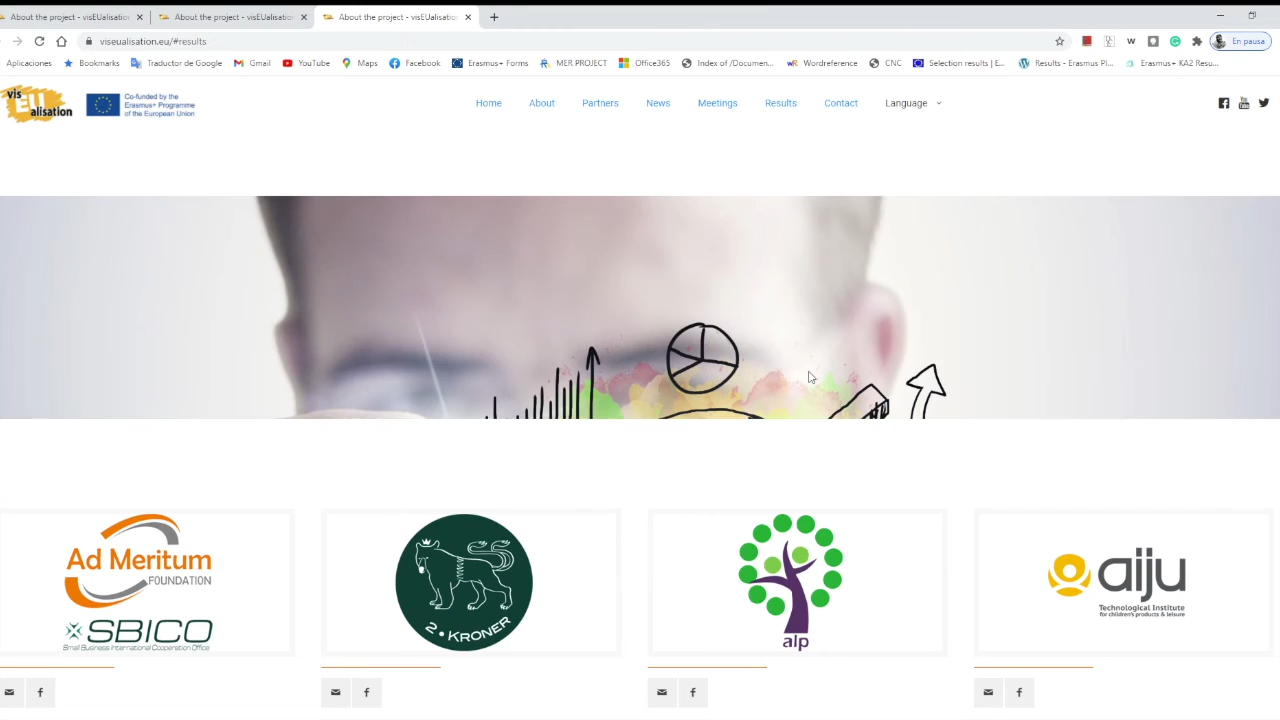 About the project - visEUalisation
About the project - visEUalisation
About the project - visEUalisation
viseualisation.eu/#results
En pausa
Aplicaciones
Bookmarks
Traductor de Google
Gmail
YouTube
Maps
Facebook
Erasmus+ Forms
MER PROJECT
Office365
Index of /Documen...
Wordreference
CNC
Selection results | E...
Results - Erasmus Pl...
Erasmus+ KA2 Resu...
vis
EU
alisation
Co-funded by the
Erasmus+ Programme
of the European Union
Home
About
Partners
News
Meetings
Results
Contact
Language
Ad Meritum
FOUNDATION
SBICO
Small Business International Cooperation Office
2 • KRONER
alp
aiju
Technological Institute
for children's products & leisure